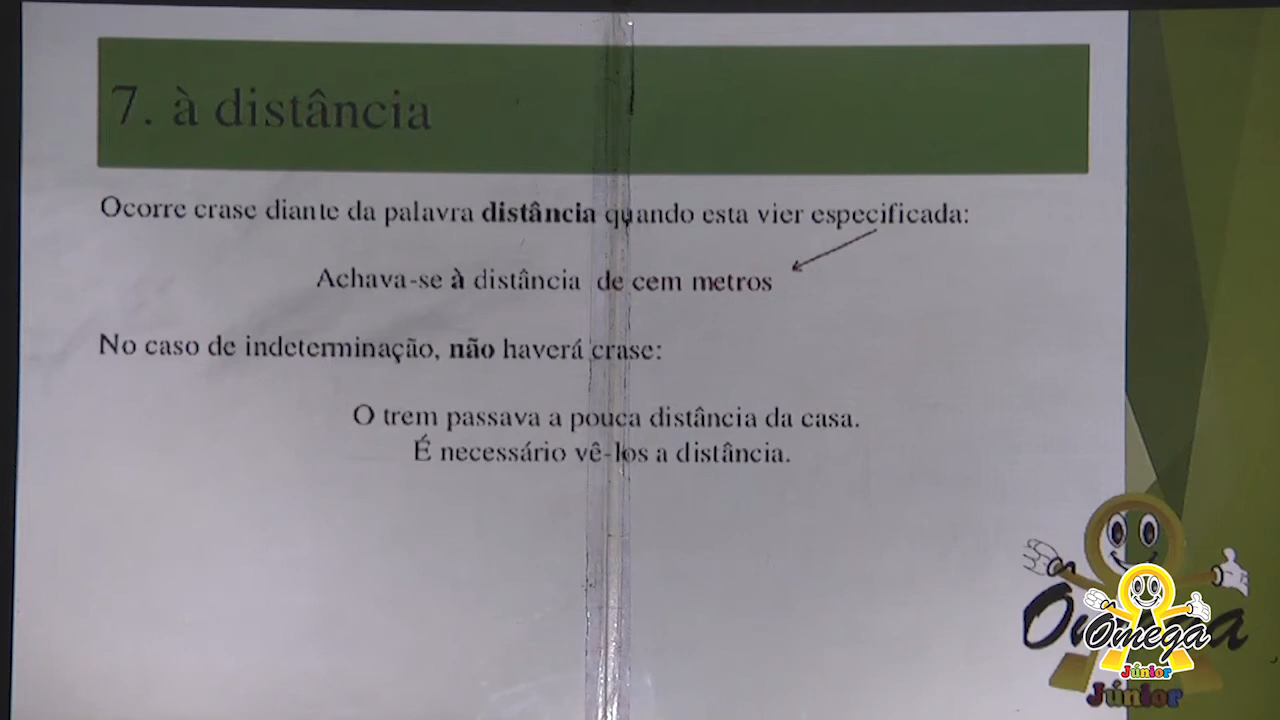 7. à distância
Ocorre crase diante da palavra distância quando esta vier especificada:
Achava-se à distância de cem metros
No caso de indeterminação, não haverá crase:
O trem passava a pouca distância da casa.
É necessário vê-los a distância.
Omega
Júnior
Júnior